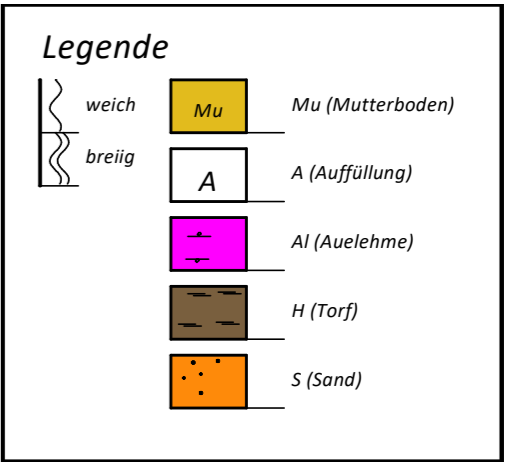 Legende
weich
Mu
Mu (Mutterboden)
breiig
A
A (Auffüllung)
Al (Auelehme)
H (Torf)
S (Sand)